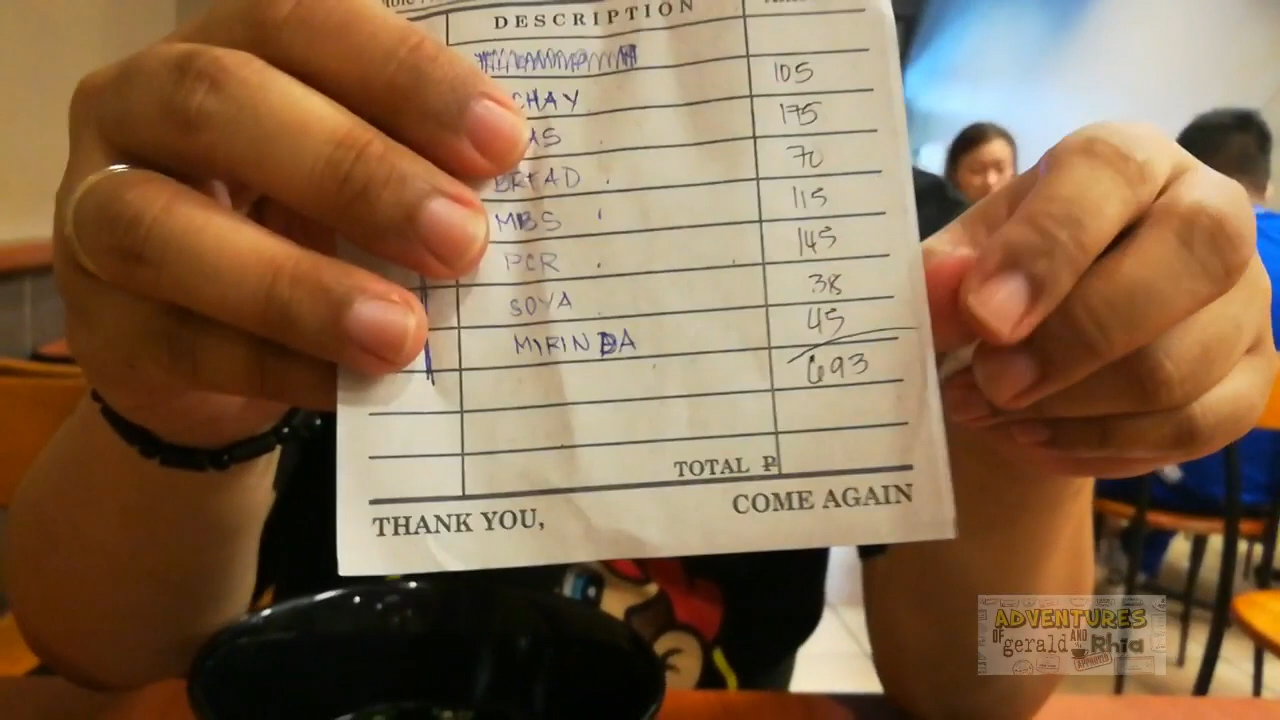 DESCRIPTION
CHAY 105
AS 175
BREAD 70
MBS 115
PCR 145
SOYA 38
MIRINDA 45
693
TOTAL ₱
THANK YOU, COME AGAIN
ADVENTURES
OF gerald AND Rhia
APPROVED